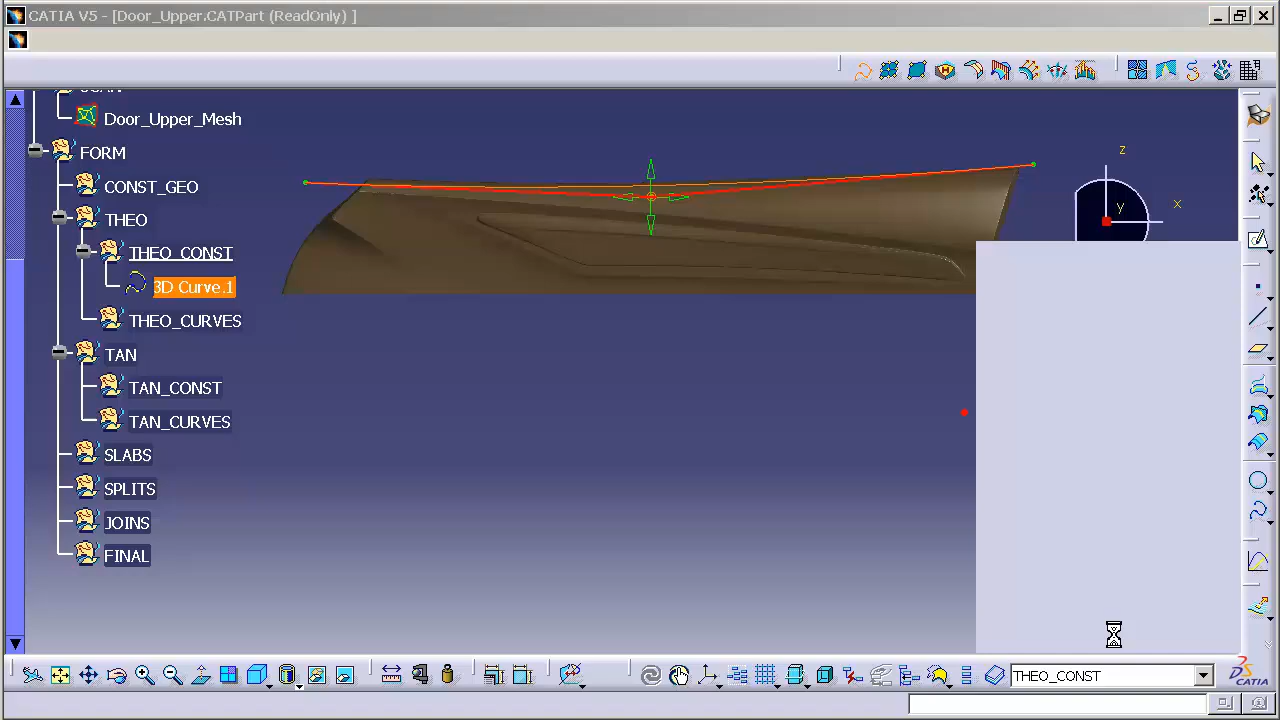 CATIA V5 - [Door_Upper.CATPart (ReadOnly) ]
Door_Upper_Mesh
FORM
CONST_GEO
THEO
THEO_CONST
3D Curve.1
THEO_CURVES
TAN
TAN_CONST
TAN_CURVES
SLABS
SPLITS
JOINS
FINAL
z
x
y
THEO_CONST
CATIA